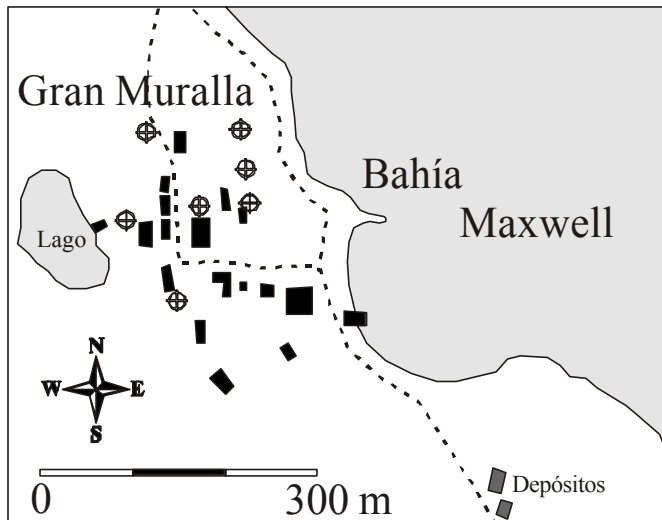 Gran Muralla
Bahía
Maxwell
Lago
N
W E
S
0 300 m
Depósitos